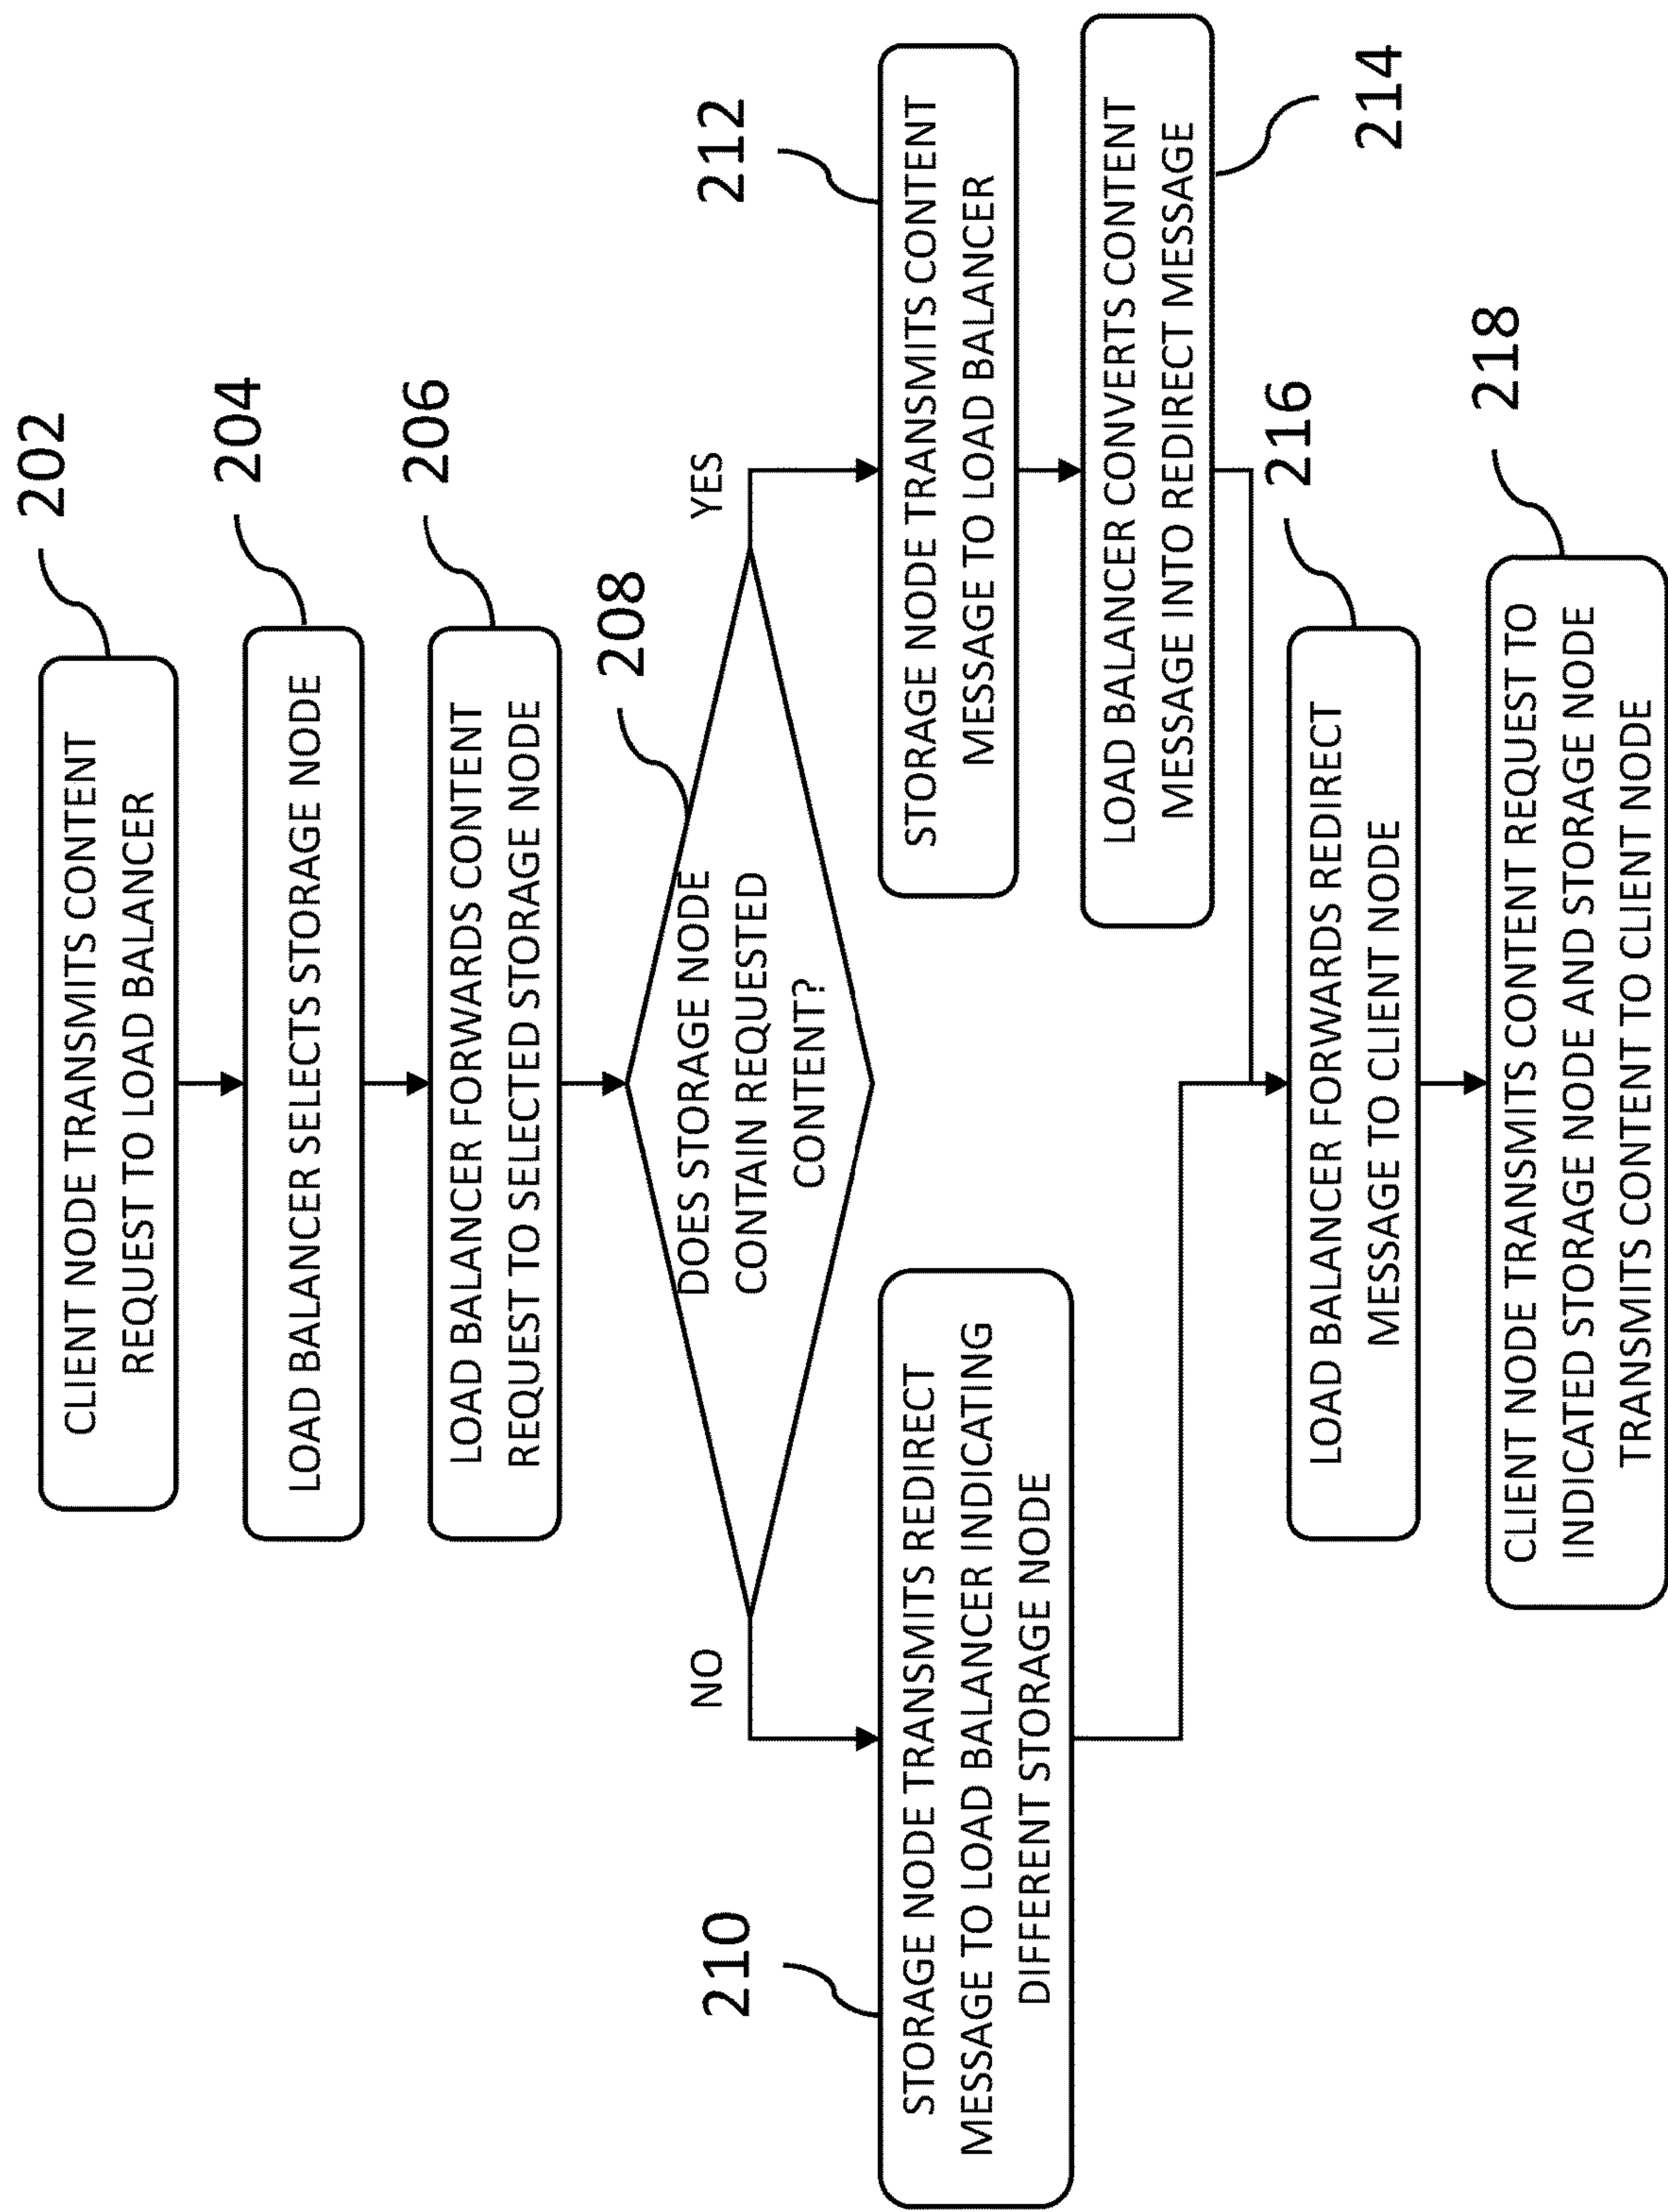 202
CLIENT NODE TRANSMITS CONTENT
REQUEST TO LOAD BALANCER
204
LOAD BALANCER SELECTS STORAGE NODE
206
LOAD BALANCER FORWARDS CONTENT
REQUEST TO SELECTED STORAGE NODE
208
DOES STORAGE NODE
CONTAIN REQUESTED
CONTENT?
NO
YES
210
STORAGE NODE TRANSMITS REDIRECT
MESSAGE TO LOAD BALANCER INDICATING
DIFFERENT STORAGE NODE
212
STORAGE NODE TRANSMITS CONTENT
MESSAGE TO LOAD BALANCER
LOAD BALANCER CONVERTS CONTENT
MESSAGE INTO REDIRECT MESSAGE
214
216
LOAD BALANCER FORWARDS REDIRECT
MESSAGE TO CLIENT NODE
218
CLIENT NODE TRANSMITS CONTENT REQUEST TO
INDICATED STORAGE NODE AND STORAGE NODE
TRANSMITS CONTENT TO CLIENT NODE